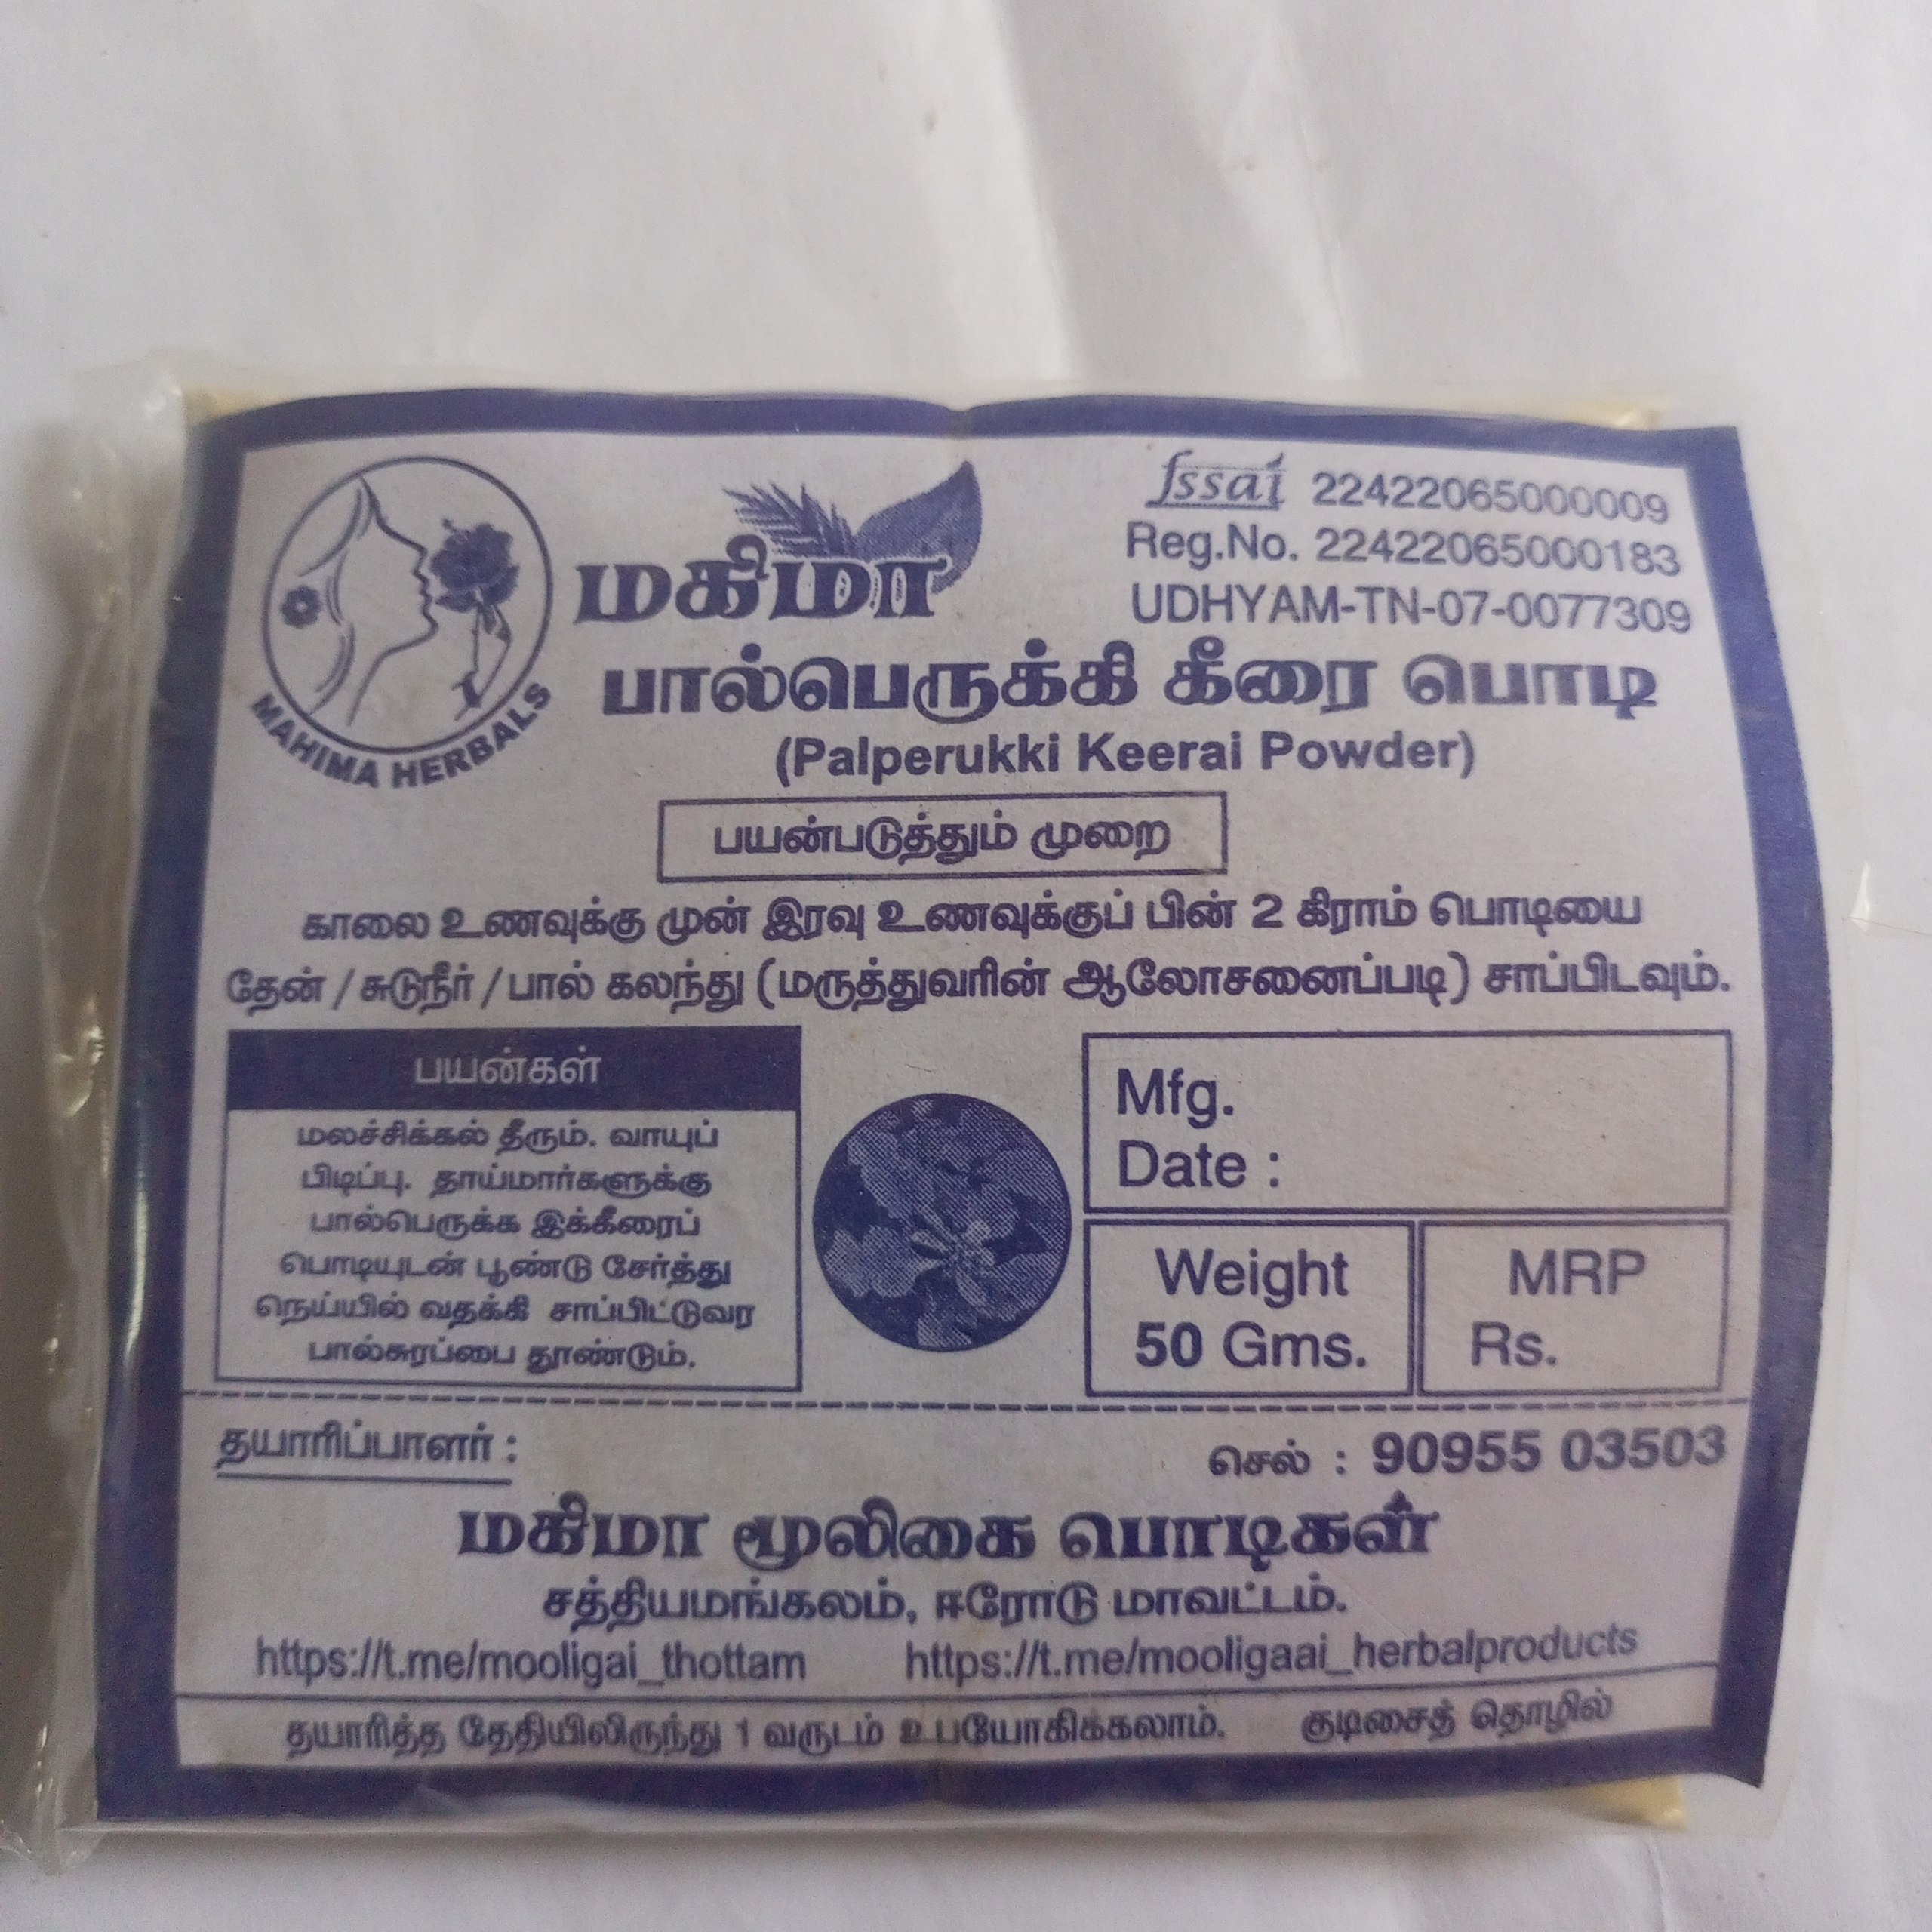 MAHIMA HERBALS
மகிமா
fssai 22422065000009
Reg.No. 22422065000183
UDHYAM-TN-07-0077309
பால்பெருக்கி கீரை பொடி
(Palperukki Keerai Powder)
பயன்படுத்தும் முறை
காலை உணவுக்கு முன் இரவு உணவுக்குப் பின் 2 கிராம் பொடியை
தேன் / சுடுநீர் / பால் கலந்து (மருத்துவரின் ஆலோசனைப்படி) சாப்பிடவும்.
பயன்கள்
மலச்சிக்கல் தீரும். வாயுப்
பிடிப்பு. தாய்மார்களுக்கு
பால்பெருக்க இக்கீரைப்
பொடியுடன் பூண்டு சேர்த்து
நெய்யில் வதக்கி சாப்பிட்டுவர
பால்சுரப்பை தூண்டும்.
Mfg.
Date :
Weight
50 Gms.
MRP
Rs.
தயாரிப்பாளர் :
செல் : 90955 03503
மகிமா மூலிகை பொடிகள்
சத்தியமங்கலம், ஈரோடு மாவட்டம்.
https://t.me/mooligai_thottam https://t.me/mooligaai_herbalproducts
தயாரித்த தேதியிலிருந்து 1 வருடம் உபயோகிக்கலாம். குடிசைத் தொழில்